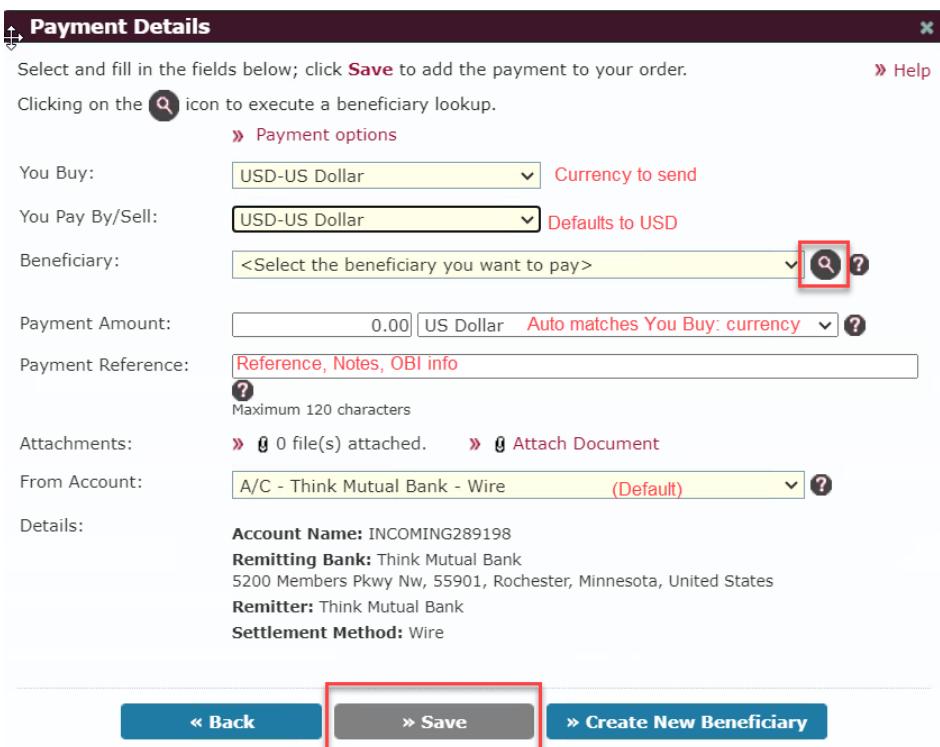 Payment Details
Select and fill in the fields below; click Save to add the payment to your order.
» Help
Clicking on the icon to execute a beneficiary lookup.
» Payment options
You Buy: USD-US Dollar Currency to send
You Pay By/Sell: USD-US Dollar Defaults to USD
Beneficiary: <Select the beneficiary you want to pay> ?
Payment Amount: 0.00 US Dollar Auto matches You Buy: currency ?
Payment Reference: Reference, Notes, OBI info
?
Maximum 120 characters
Attachments: » 0 file(s) attached. » Attach Document
From Account: A/C - Think Mutual Bank - Wire (Default) ?
Details:
Account Name: INCOMING289198
Remitting Bank: Think Mutual Bank
5200 Members Pkwy Nw, 55901, Rochester, Minnesota, United States
Remitter: Think Mutual Bank
Settlement Method: Wire
« Back » Save » Create New Beneficiary